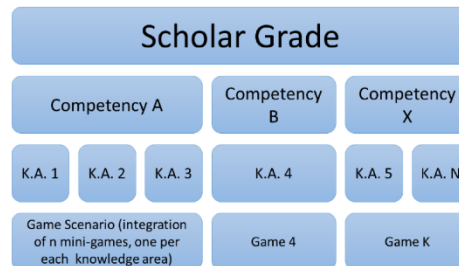 Scholar Grade
Competency A
Competency
B
Competency
X
K.A. 1
K.A. 2
K.A. 3
K.A. 4
K.A. 5
K.A. N
Game Scenario (integration
of n mini-games, one per
each knowledge area)
Game 4
Game K